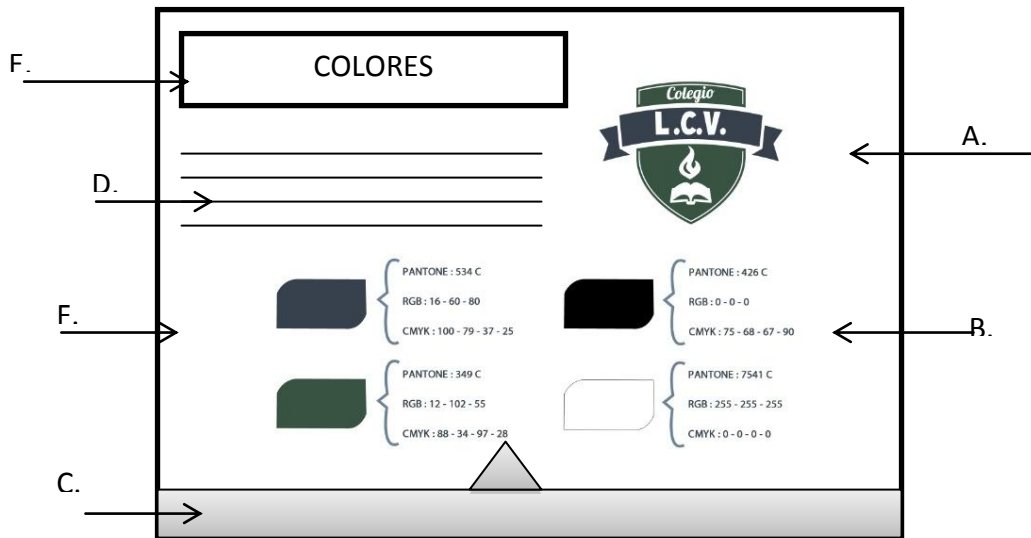 COLORES
F.
Colegio
L.C.V.
A.
D.
PANTONE : 534 C
RGB : 16 - 60 - 80
CMYK : 100 - 79 - 37 - 25
PANTONE : 426 C
RGB : 0 - 0 - 0
CMYK : 75 - 68 - 67 - 90
F.
B.
PANTONE : 349 C
RGB : 12 - 102 - 55
CMYK : 88 - 34 - 97 - 28
PANTONE : 7541 C
RGB : 255 - 255 - 255
CMYK : 0 - 0 - 0 - 0
C.